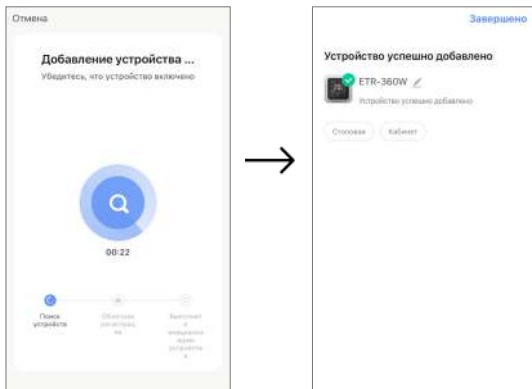 Отмена
Добавление устройства ...
Убедитесь, что устройство включено
00:22
Поиск
устройств
Завершено
Устройство успешно добавлено
ETR-360W
Устройство успешно добавлено
Столовая
Кабинет